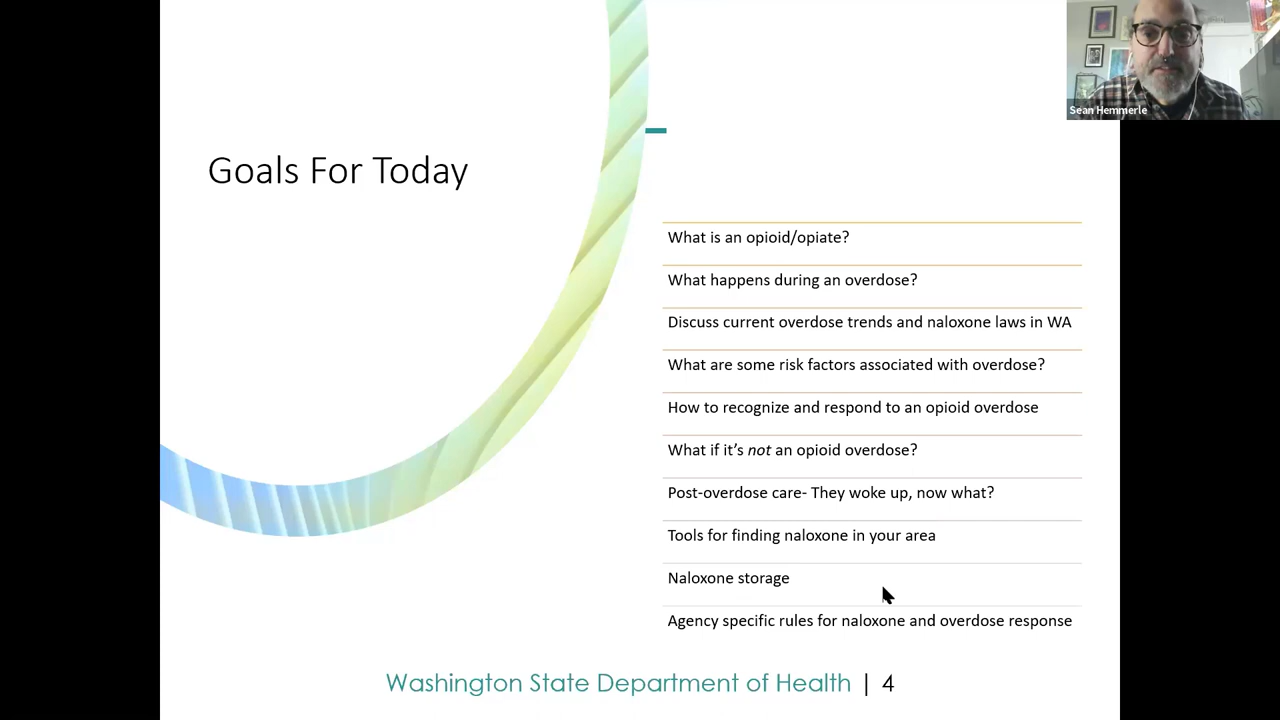 Sean Hemmerle
Goals For Today
What is an opioid/opiate?
What happens during an overdose?
Discuss current overdose trends and naloxone laws in WA
What are some risk factors associated with overdose?
How to recognize and respond to an opioid overdose
What if it’s not an opioid overdose?
Post-overdose care- They woke up, now what?
Tools for finding naloxone in your area
Naloxone storage
Agency specific rules for naloxone and overdose response
Washington State Department of Health | 4